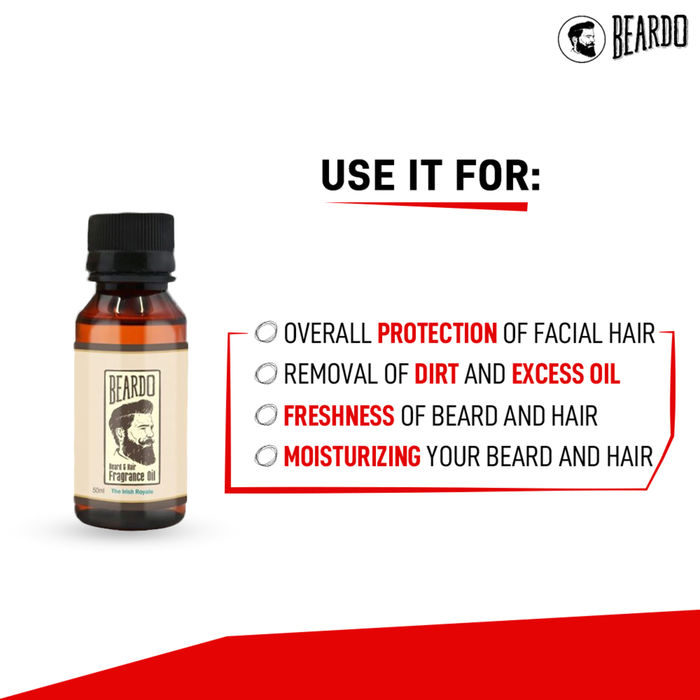 BEARDO
USE IT FOR:
OVERALL PROTECTION OF FACIAL HAIR
REMOVAL OF DIRT AND EXCESS OIL
FRESHNESS OF BEARD AND HAIR
MOISTURIZING YOUR BEARD AND HAIR
BEARDO
Beard & Hair
Fragrance Oil
50ml The Irish Royale